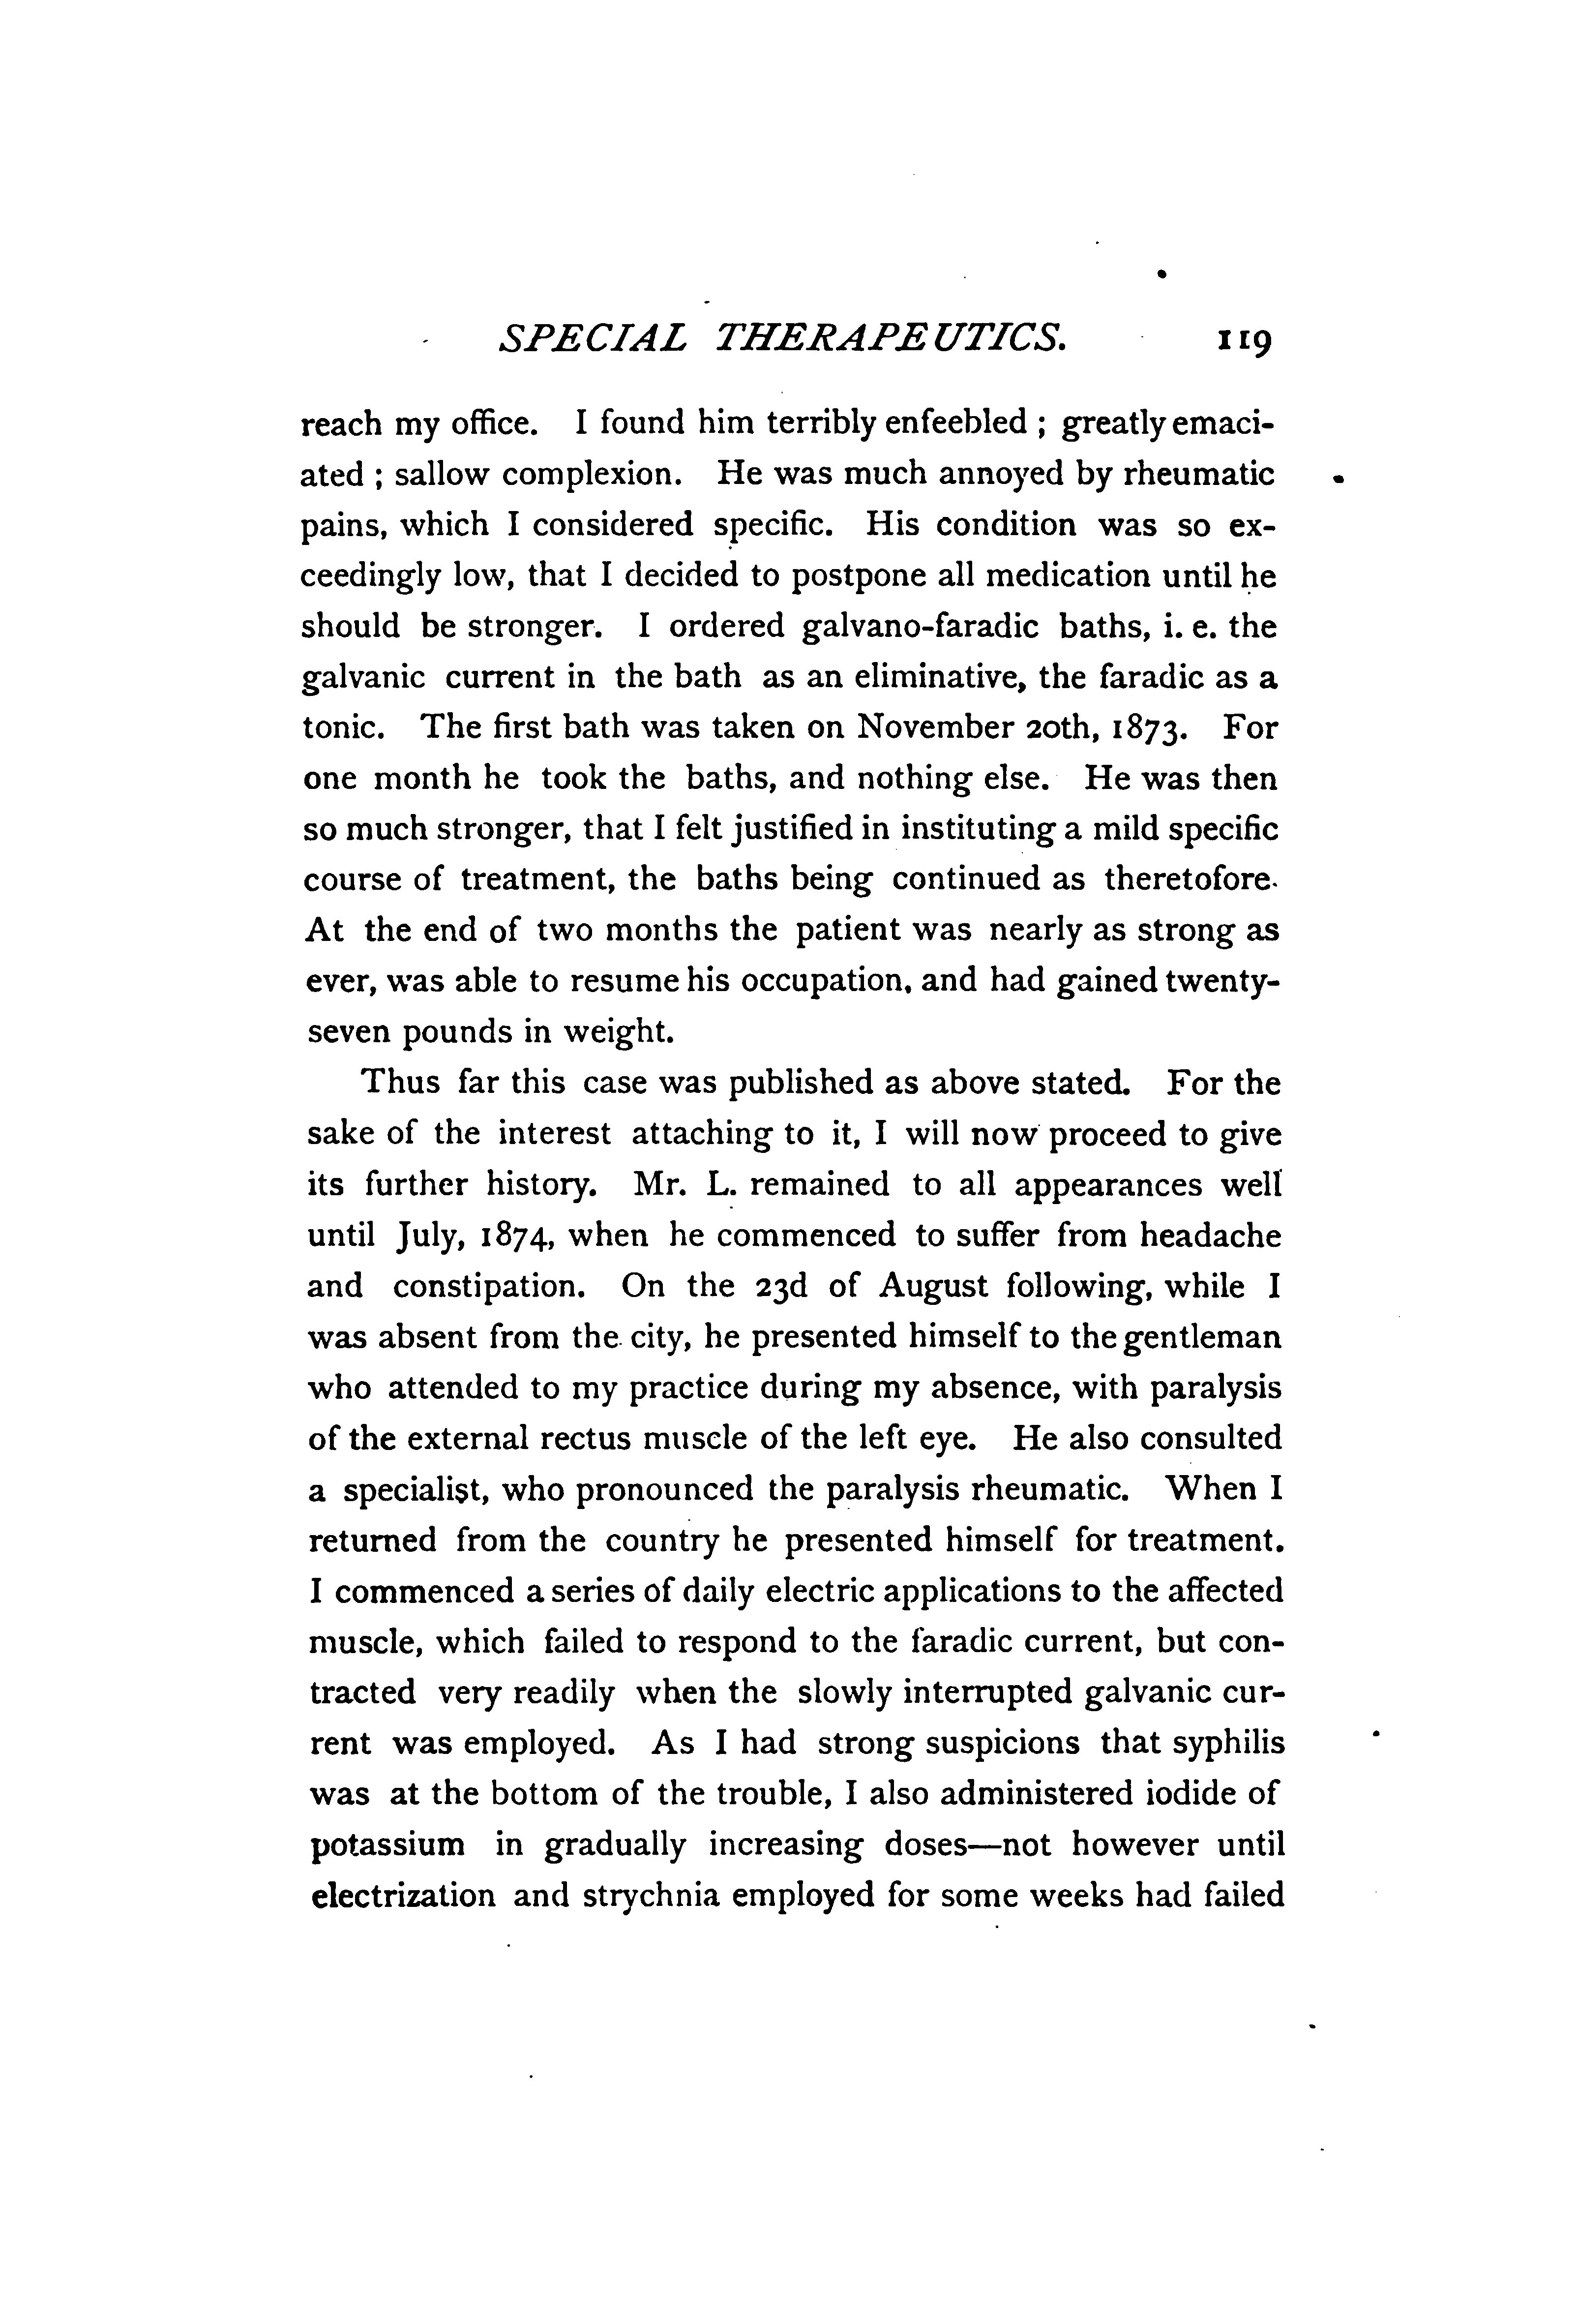 SPECIAL THERAPEUTICS. 119
reach my office. I found him terribly enfeebled ; greatly emaci-
ated ; sallow complexion. He was much annoyed by rheumatic
pains, which I considered specific. His condition was so ex-
ceedingly low, that I decided to postpone all medication until he
should be stronger. I ordered galvano-faradic baths, i. e. the
galvanic current in the bath as an eliminative, the faradic as a
tonic. The first bath was taken on November 20th, 1873. For
one month he took the baths, and nothing else. He was then
so much stronger, that I felt justified in instituting a mild specific
course of treatment, the baths being continued as theretofore.
At the end of two months the patient was nearly as strong as
ever, was able to resume his occupation, and had gained twenty-
seven pounds in weight.
Thus far this case was published as above stated. For the
sake of the interest attaching to it, I will now proceed to give
its further history. Mr. L. remained to all appearances well
until July, 1874, when he commenced to suffer from headache
and constipation. On the 23d of August following, while I
was absent from the city, he presented himself to the gentleman
who attended to my practice during my absence, with paralysis
of the external rectus muscle of the left eye. He also consulted
a specialist, who pronounced the paralysis rheumatic. When I
returned from the country he presented himself for treatment.
I commenced a series of daily electric applications to the affected
muscle, which failed to respond to the faradic current, but con-
tracted very readily when the slowly interrupted galvanic cur-
rent was employed. As I had strong suspicions that syphilis
was at the bottom of the trouble, I also administered iodide of
potassium in gradually increasing doses—not however until
electrization and strychnia employed for some weeks had failed